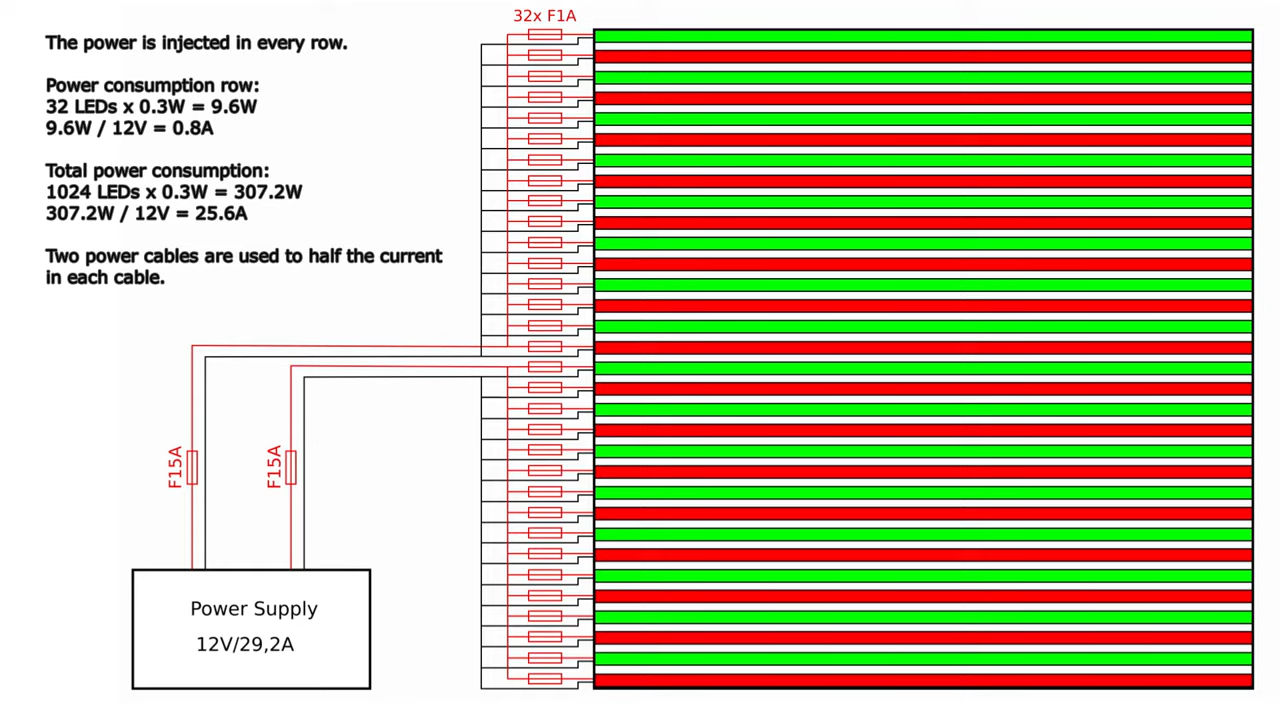 32x F1A
The power is injected in every row.
Power consumption row:
32 LEDs x 0.3W = 9.6W
9.6W / 12V = 0.8A
Total power consumption:
1024 LEDs x 0.3W = 307.2W
307.2W / 12V = 25.6A
Two power cables are used to half the current
in each cable.
F15A
F15A
Power Supply
12V/29,2A